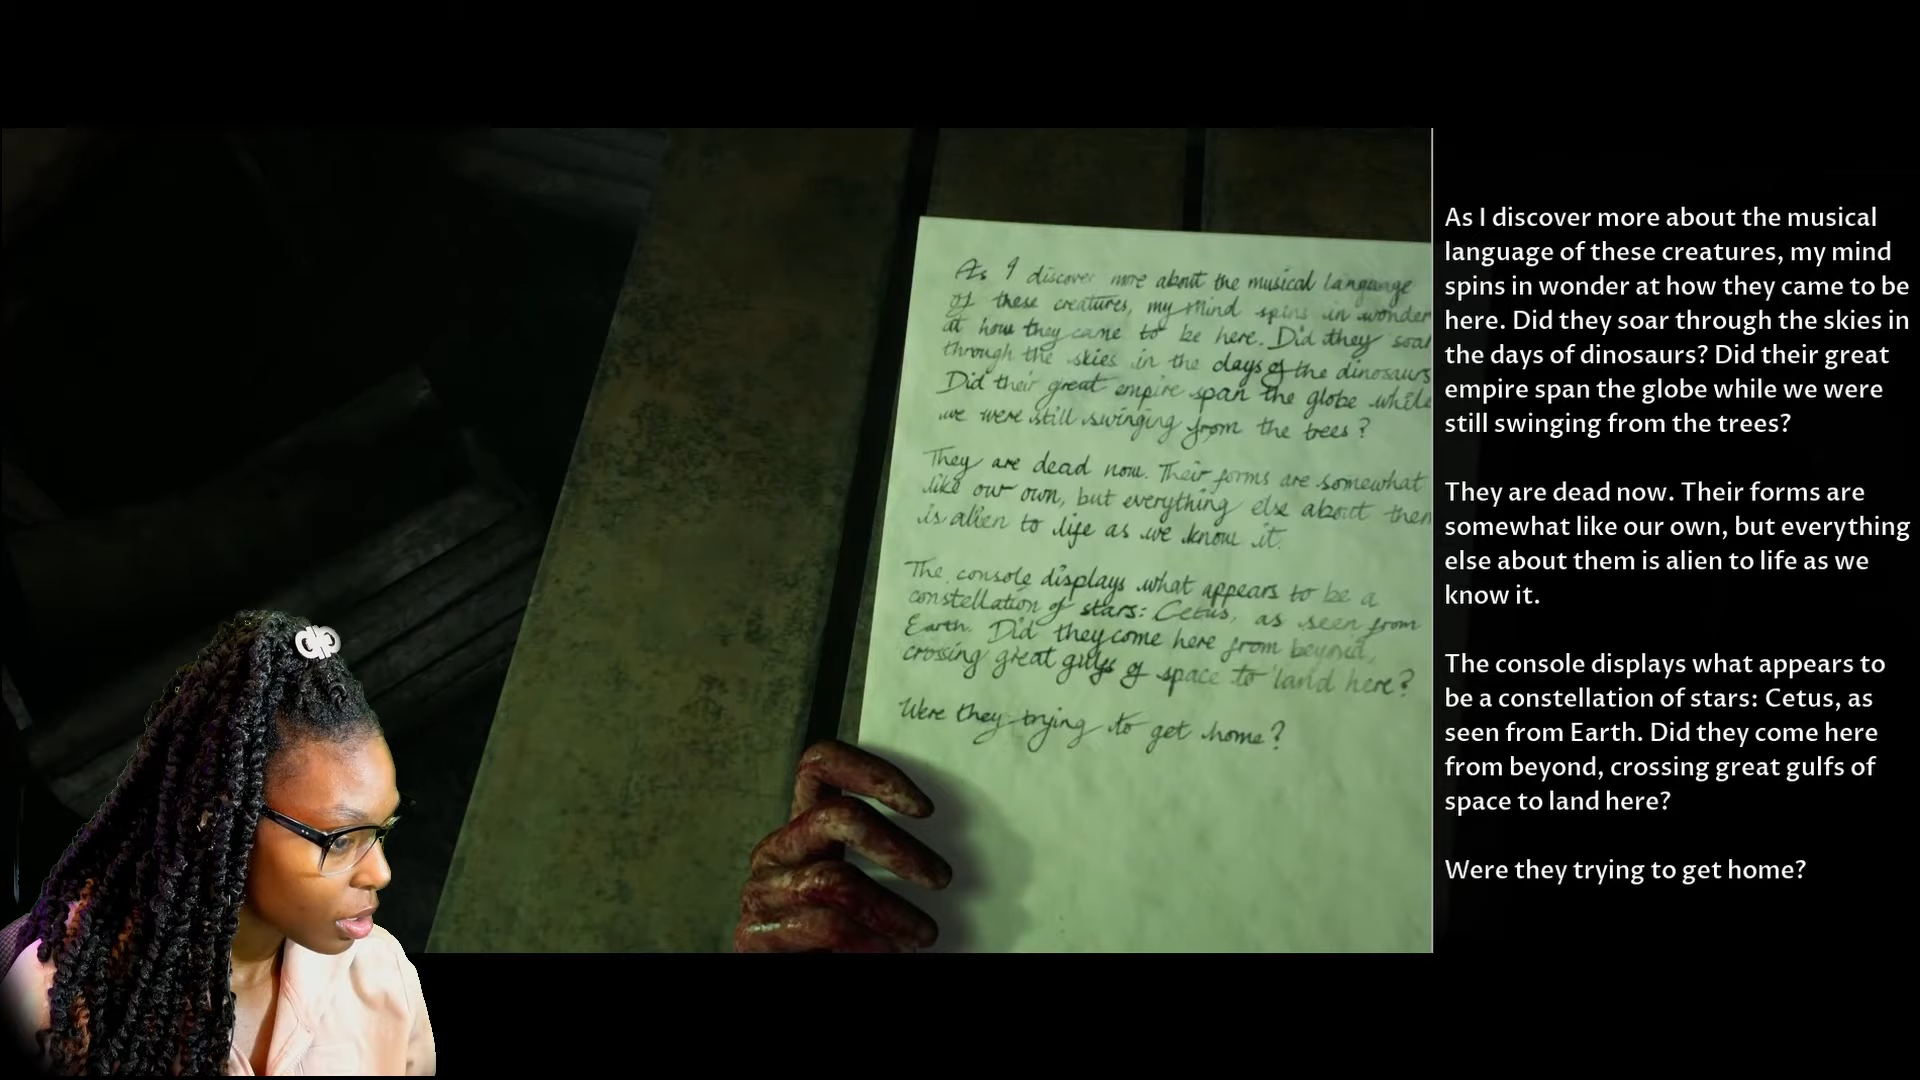 As I discover more about the musical language
of these creatures, my mind spins in wonder
at how they came to be here. Did they soar
through the skies in the days of the dinosaurs
Did their great empire span the globe while
we were still swinging from the trees?
They are dead now. Their forms are somewhat
like our own, but everything else about them
is alien to life as we know it.
The console displays what appears to be a
constellation of stars: Cetus, as seen from
Earth. Did they come here from beyond,
crossing great gulfs of space to land here?
Were they trying to get home?
As I discover more about the musical
language of these creatures, my mind
spins in wonder at how they came to be
here. Did they soar through the skies in
the days of dinosaurs? Did their great
empire span the globe while we were
still swinging from the trees?
They are dead now. Their forms are
somewhat like our own, but everything
else about them is alien to life as we
know it.
The console displays what appears to
be a constellation of stars: Cetus, as
seen from Earth. Did they come here
from beyond, crossing great gulfs of
space to land here?
Were they trying to get home?